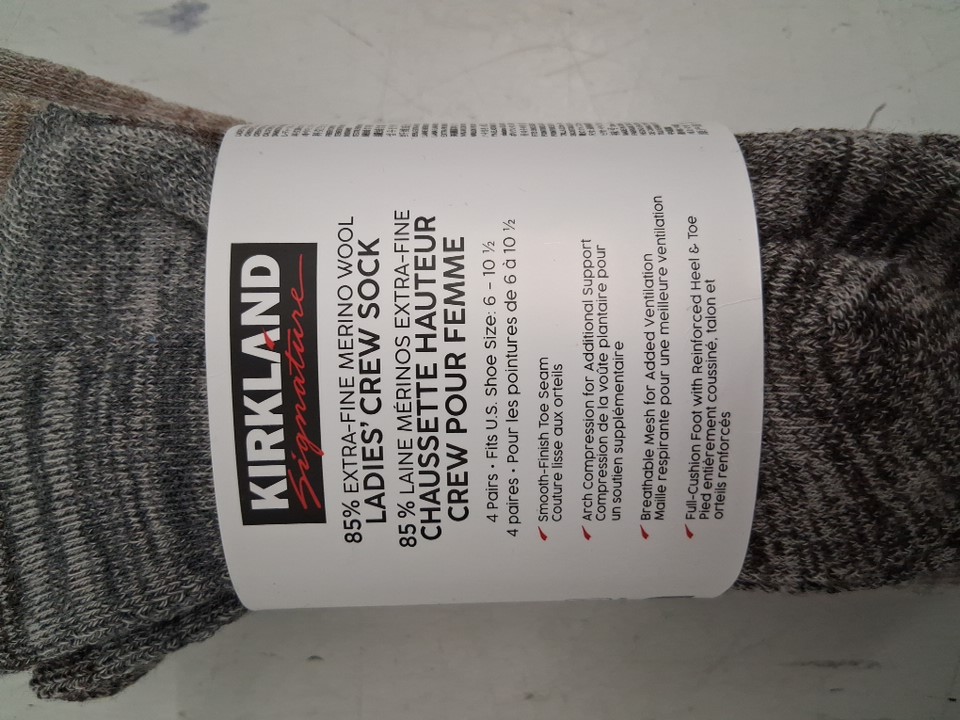 KIRKLAND
Signature
85% EXTRA-FINE MERINO WOOL
LADIES' CREW SOCK
85 % LAINE MÉRINOS EXTRA-FINE
CHAUSSETTE HAUTEUR
CREW POUR FEMME
4 Pairs • Fits U.S. Shoe Size: 6 - 10 ½
4 paires • Pour les pointures de 6 à 10 ½
Smooth-Finish Toe seam
Couture lisse aux orteils
Arch Compression for Additional Support
Compression de la voûte plantaire pour
un soutien supplémentaire
Breathable Mesh for Added Ventilation
Maille respirante pour une meilleure ventilation
Full-Cushion Foot with Reinforced Heel & Toe
Pied entièrement coussiné, talon et
orteils renforcés